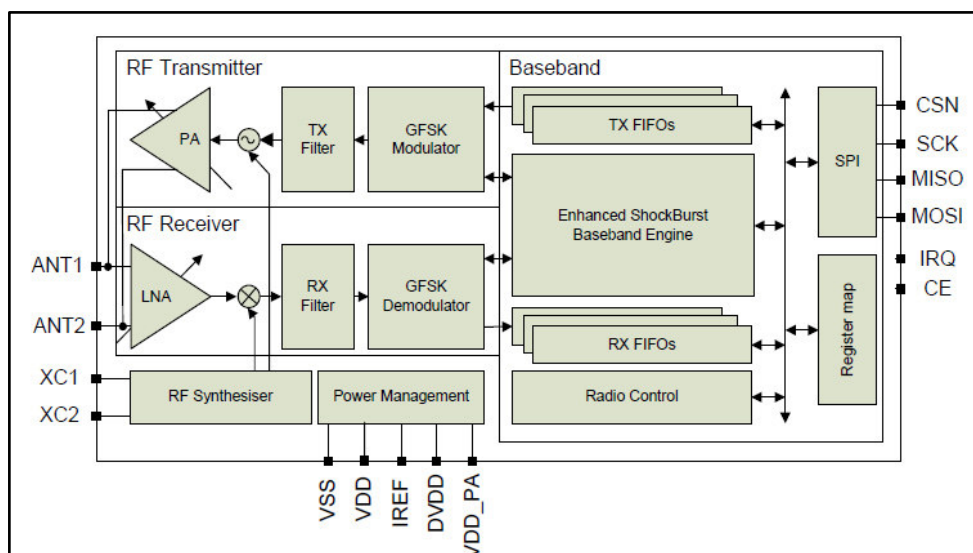 RF Transmitter
Baseband
PA
TX
Filter
GFSK
Modulator
TX FIFOs
SPI
CSN
SCK
MISO
MOSI
Enhanced ShockBurst
Baseband Engine
RF Receiver
ANT1
LNA
RX
Filter
GFSK
Demodulator
IRQ
CE
ANT2
RX FIFOs
Register map
XC1
XC2
RF Synthesiser
Power Management
Radio Control
VSS
VDD
IREF
DVDD
VDD_PA